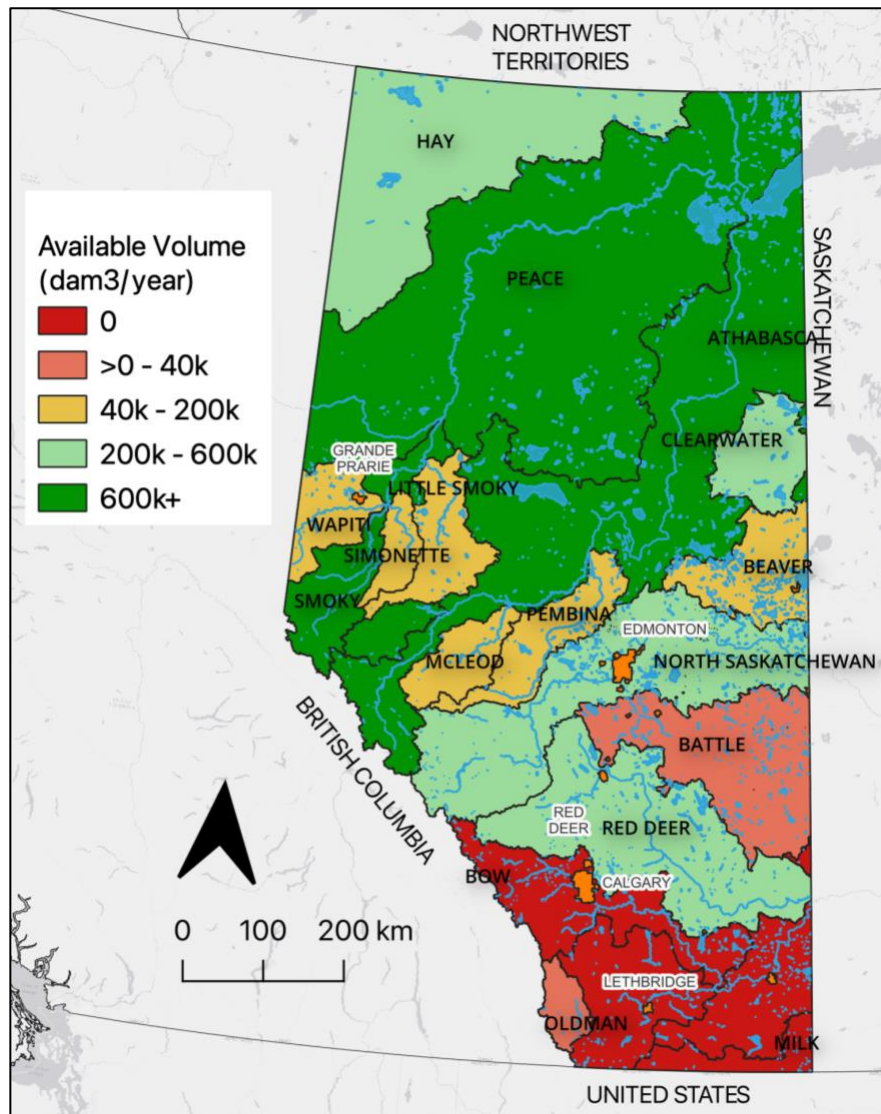 NORTHWEST
TERRITORIES
HAY
Available Volume
(dam3/year)
0
>0 - 40k
40k - 200k
200k - 600k
600k+
PEACE
SASKATCHEWAN
ATHABASCA
CLEARWATER
GRANDE
PRARIE
LITTLE SMOKY
WAPITI
SIMONETTE
SMOKY
BEAVER
PEMBINA
EDMONTON
MCLEOD
NORTH SASKATCHEWAN
BRITISH COLUMBIA
BATTLE
RED
DEER
RED DEER
BOW
CALGARY
0 100 200 km
LETHBRIDGE
OLDMAN
MILK
UNITED STATES